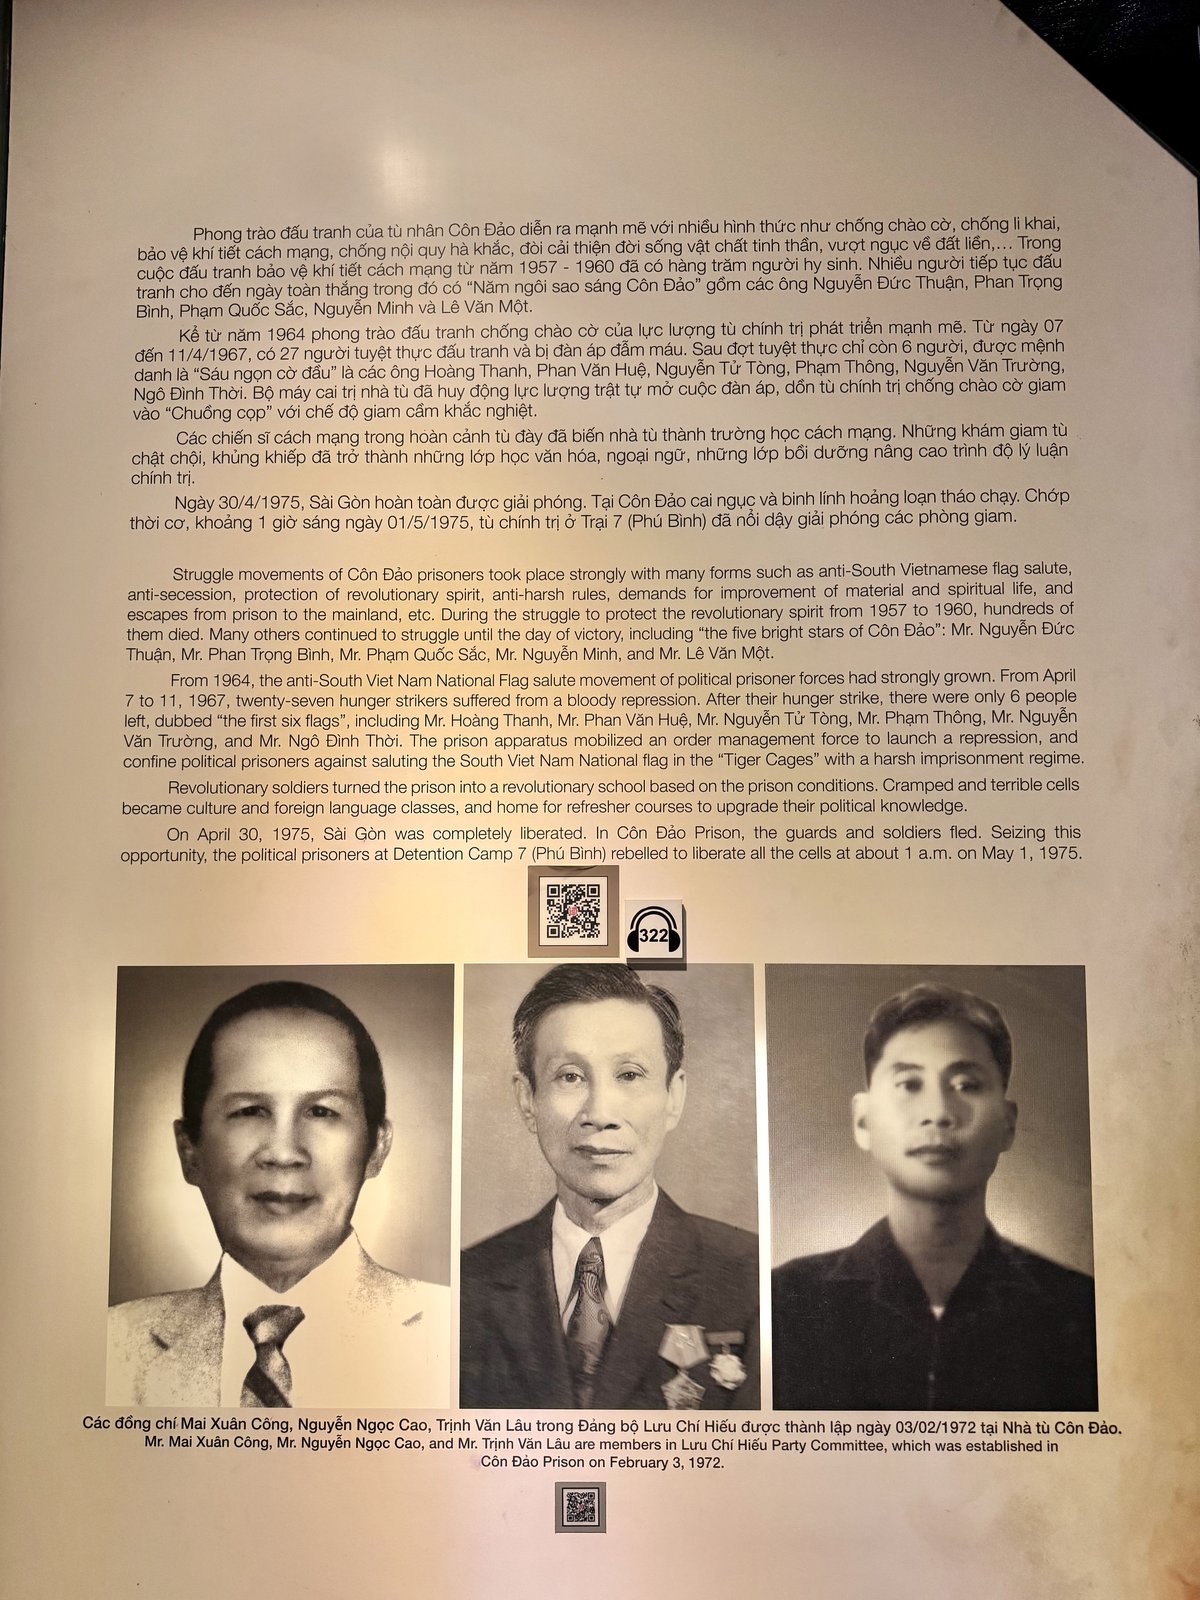 Phong trào đấu tranh của tù nhân Côn Đảo diễn ra mạnh mẽ với nhiều hình thức như chống chào cờ, chống li khai,
bảo vệ khí tiết cách mạng, chống nội quy hà khắc, đòi cải thiện đời sống vật chất tinh thần, vượt ngục về đất liền,... Trong
cuộc đấu tranh bảo vệ khí tiết cách mạng từ năm 1957 - 1960 đã có hàng trăm người hy sinh. Nhiều người tiếp tục đấu
tranh cho đến ngày toàn thắng trong đó có “Năm ngôi sao sáng Côn Đảo” gồm các ông Nguyễn Đức Thuận, Phan Trọng
Bình, Phạm Quốc Sắc, Nguyễn Minh và Lê Văn Một.
Kể từ năm 1964 phong trào đấu tranh chống chào cờ của lực lượng tù chính trị phát triển mạnh mẽ. Từ ngày 07
đến 11/4/1967, có 27 người tuyệt thực đấu tranh và bị đàn áp đẫm máu. Sau đợt tuyệt thực chỉ còn 6 người, được mệnh
danh là “Sáu ngọn cờ đầu” là các ông Hoàng Thanh, Phan Văn Huệ, Nguyễn Tử Tòng, Phạm Thông, Nguyễn Văn Trường,
Ngô Đình Thời. Bộ máy cai trị nhà tù đã huy động lực lượng trật tự mở cuộc đàn áp, dồn tù chính trị chống chào cờ giam
vào “Chuồng cọp” với chế độ giam cầm khắc nghiệt.
Các chiến sĩ cách mạng trong hoàn cảnh tù đày đã biến nhà tù thành trường học cách mạng. Những khám giam tù
chật chội, khủng khiếp đã trở thành những lớp học văn hóa, ngoại ngữ, những lớp bồi dưỡng nâng cao trình độ lý luận
chính trị.
Ngày 30/4/1975, Sài Gòn hoàn toàn được giải phóng. Tại Côn Đảo cai ngục và binh lính hoảng loạn tháo chạy. Chớp
thời cơ, khoảng 1 giờ sáng ngày 01/5/1975, tù chính trị ở Trại 7 (Phú Bình) đã nổi dậy giải phóng các phòng giam.
Struggle movements of Côn Đảo prisoners took place strongly with many forms such as anti-South Vietnamese flag salute,
anti-secession, protection of revolutionary spirit, anti-harsh rules, demands for improvement of material and spiritual life, and
escapes from prison to the mainland, etc. During the struggle to protect the revolutionary spirit from 1957 to 1960, hundreds of
them died. Many others continued to struggle until the day of victory, including “the five bright stars of Côn Đảo”: Mr. Nguyễn Đức
Thuận, Mr. Phan Trọng Bình, Mr. Phạm Quốc Sắc, Mr. Nguyễn Minh, and Mr. Lê Văn Một.
From 1964, the anti-South Viet Nam National Flag salute movement of political prisoner forces had strongly grown. From April
7 to 11, 1967, twenty-seven hunger strikers suffered from a bloody repression. After their hunger strike, there were only 6 people
left, dubbed “the first six flags”, including Mr. Hoàng Thanh, Mr. Phan Văn Huệ, Mr. Nguyễn Tử Tòng, Mr. Phạm Thông, Mr. Nguyễn
Văn Trường, and Mr. Ngô Đình Thời. The prison apparatus mobilized an order management force to launch a repression, and
confine political prisoners against saluting the South Viet Nam National flag in the “Tiger Cages” with a harsh imprisonment regime.
Revolutionary soldiers turned the prison into a revolutionary school based on the prison conditions. Cramped and terrible cells
became culture and foreign language classes, and home for refresher courses to upgrade their political knowledge.
On April 30, 1975, Sài Gòn was completely liberated. In Côn Đảo Prison, the guards and soldiers fled. Seizing this
opportunity, the political prisoners at Detention Camp 7 (Phú Bình) rebelled to liberate all the cells at about 1 a.m. on May 1, 1975.
322
Các đồng chí Mai Xuân Công, Nguyễn Ngọc Cao, Trịnh Văn Lâu trong Đảng bộ Lưu Chí Hiếu được thành lập ngày 03/02/1972 tại Nhà tù Côn Đảo.
Mr. Mai Xuân Công, Mr. Nguyễn Ngọc Cao, and Mr. Trịnh Văn Lâu are members in Lưu Chí Hiếu Party Committee, which was established in
Côn Đảo Prison on February 3, 1972.